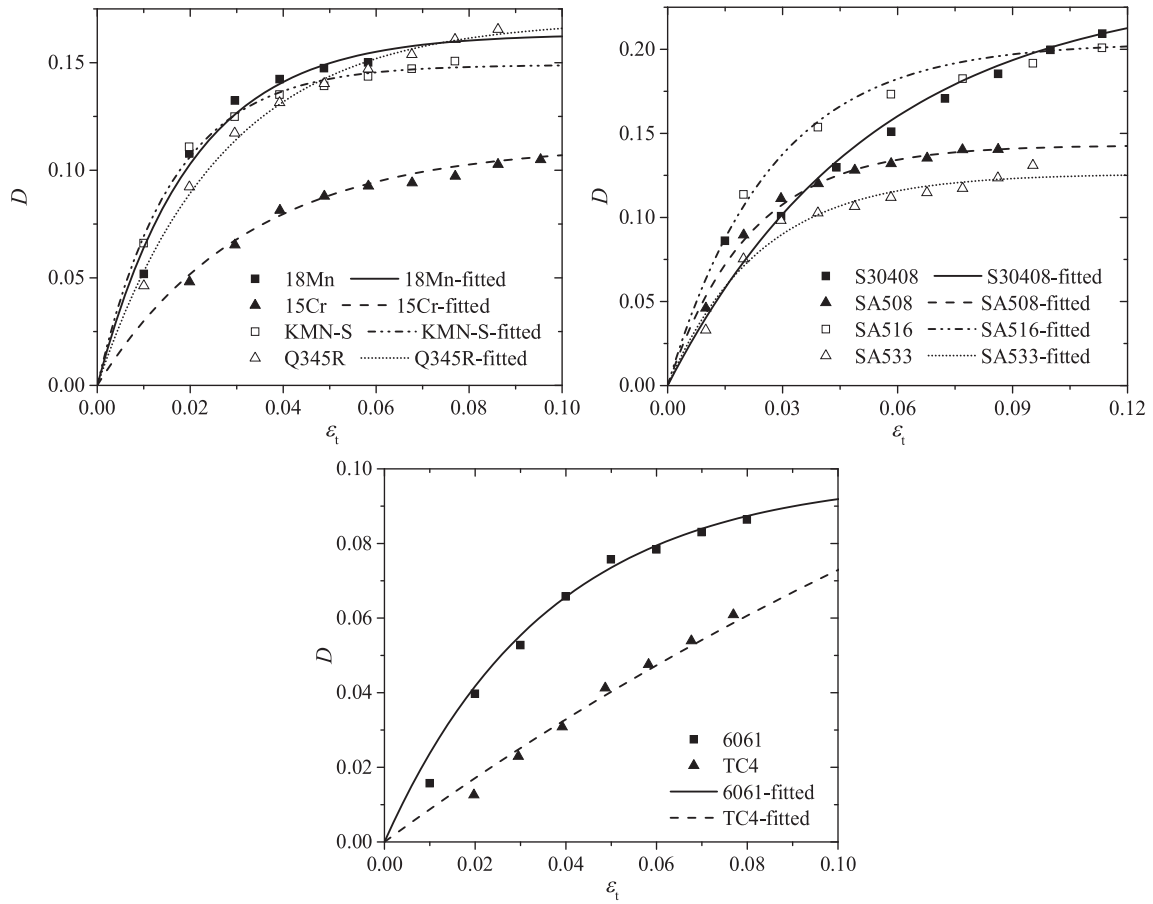 0.15
0.10
0.05
0.00
D
18Mn 18Mn-fitted
15Cr 15Cr-fitted
KMN-S KMN-S-fitted
Q345R Q345R-fitted
0.00 0.02 0.04 0.06 0.08 0.10
εt
0.20
0.15
0.10
0.05
0.00
D
S30408 S30408-fitted
SA508 SA508-fitted
SA516 SA516-fitted
SA533 SA533-fitted
0.00 0.03 0.06 0.09 0.12
εt
0.10
0.08
0.06
0.04
0.02
0.00
D
6061
TC4
6061-fitted
TC4-fitted
0.00 0.02 0.04 0.06 0.08 0.10
εt